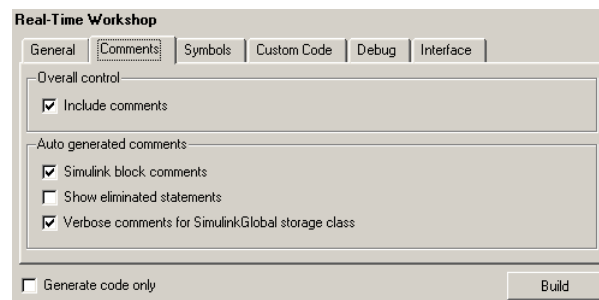 Real-Time Workshop
General Comments Symbols Custom Code Debug Interface
Overall control
Include comments
Auto generated comments
Simulink block comments
Show eliminated statements
Verbose comments for SimulinkGlobal storage class
Generate code only Build